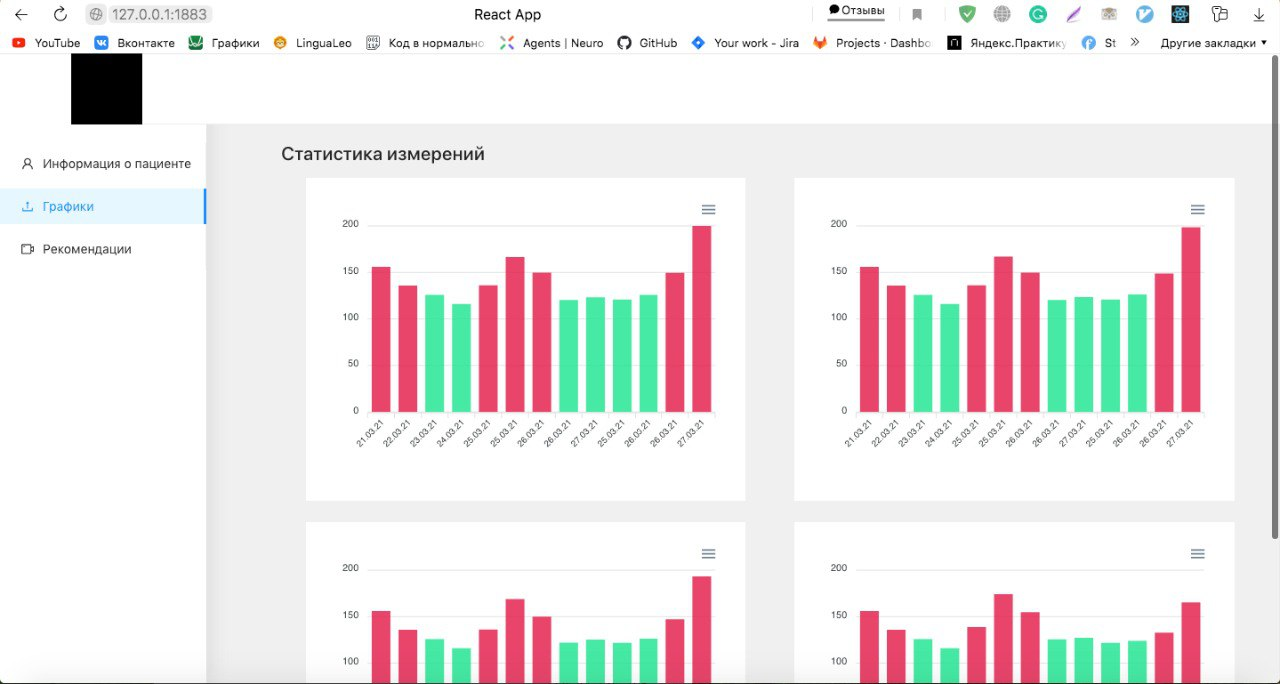 127.0.0.1:1883
React App
Отзывы
YouTube
Вконтакте
Графики
LinguaLeo
Код в нормально
Agents | Neuro
GitHub
Your work - Jira
Projects · Dashbo
Яндекс.Практику
St
»
Другие закладки
Информация о пациенте
Графики
Рекомендации
Статистика измерений
200
150
100
50
0
21.03.21
22.03.21
23.03.21
24.03.21
25.03.21
25.03.21
26.03.21
26.03.21
27.03.21
25.03.21
26.03.21
26.03.21
27.03.21
200
150
100
50
0
21.03.21
22.03.21
23.03.21
24.03.21
25.03.21
25.03.21
26.03.21
26.03.21
27.03.21
25.03.21
26.03.21
26.03.21
27.03.21
200
150
100
200
150
100